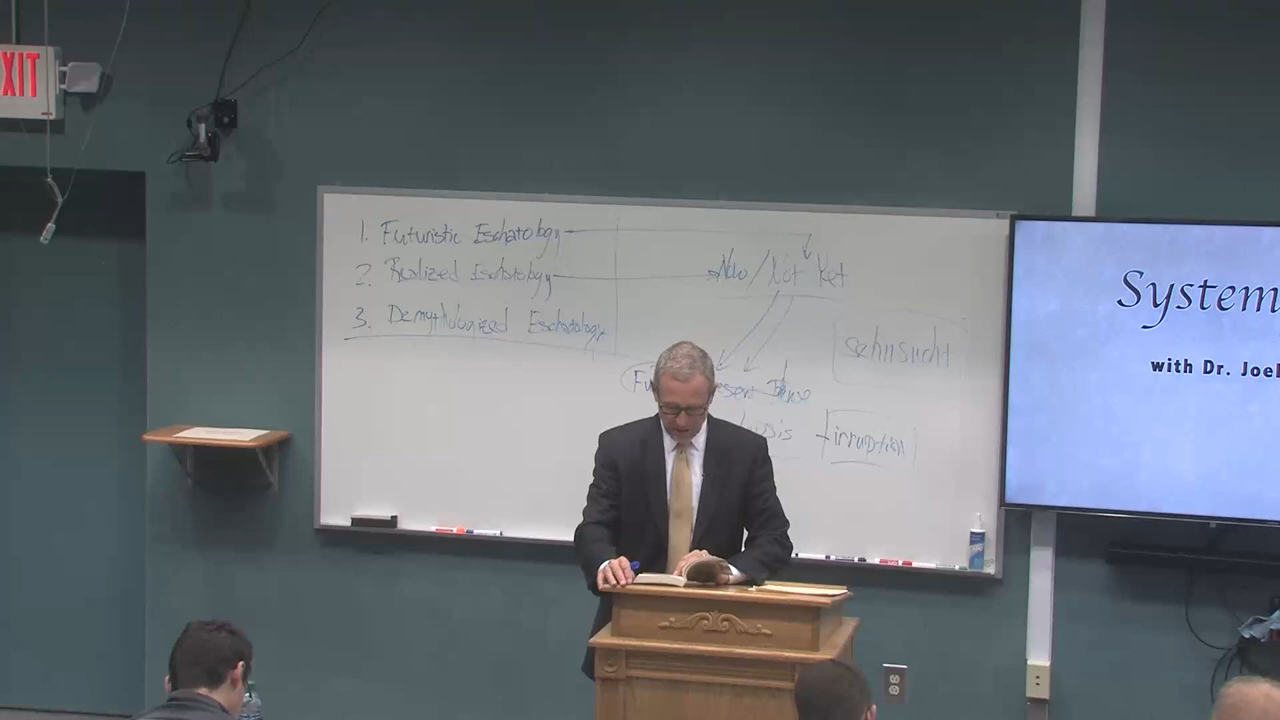 EXIT
1. Futuristic Eschatology
2. Realized Eschatology
3. Demythologized Eschatology
Now / Not Yet
sehnsucht
irruption
System
with Dr. Joel